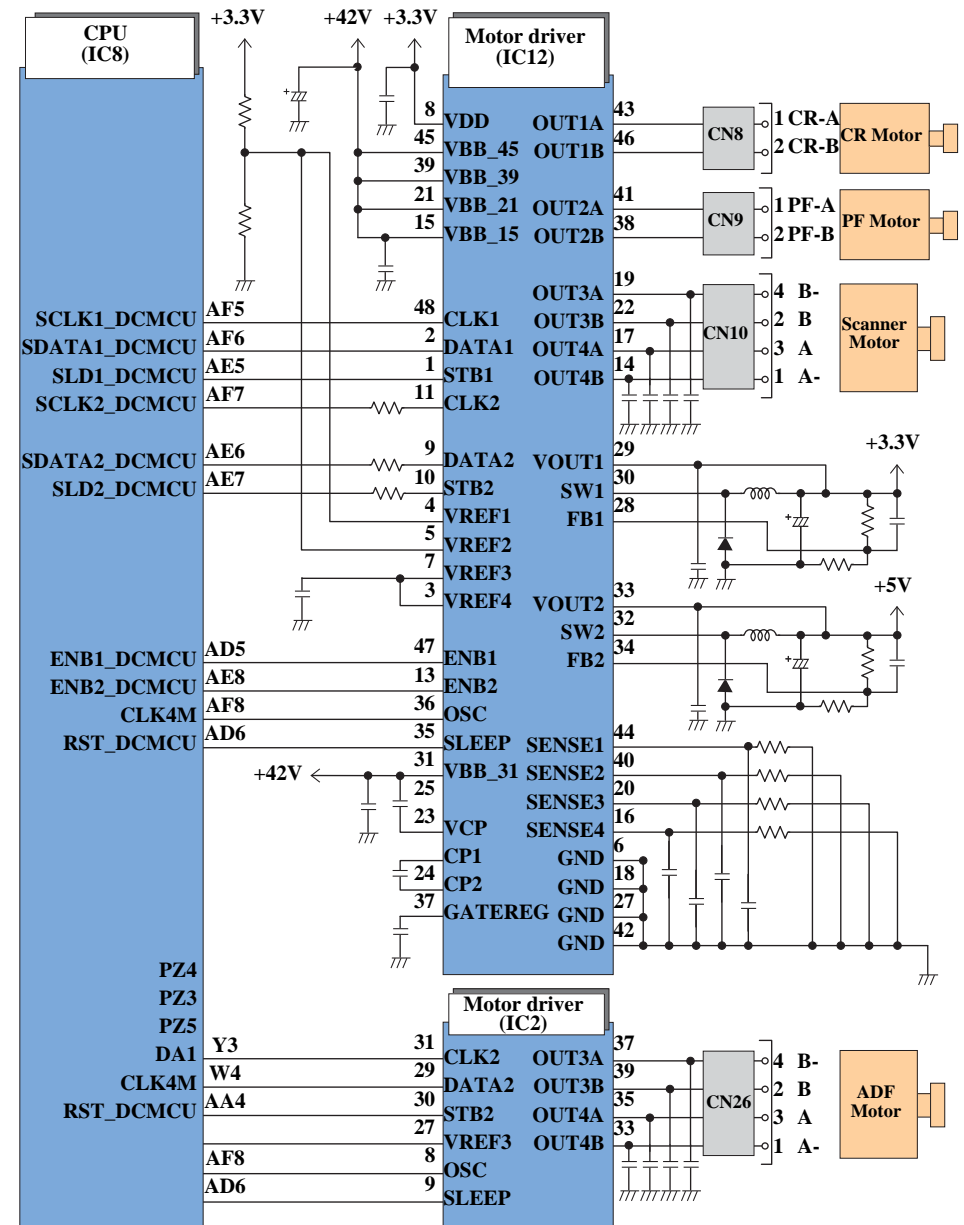 +3.3V +42V +3.3V
CPU
(IC8)
Motor driver
(IC12)
8 VDD OUT1A 43 CN8 1 CR-A CR Motor
45 VBB_45 OUT1B 46 2 CR-B
39 VBB_39
21 VBB_21 OUT2A 41 CN9 1 PF-A PF Motor
15 VBB_15 OUT2B 38 2 PF-B
OUT3A 19 4 B-
SCLK1_DCMCU AF5 48 CLK1 OUT3B 22 CN10 2 B Scanner
Motor
SDATA1_DCMCU AF6 2 DATA1 OUT4A 17 3 A
SLD1_DCMCU AE5 1 STB1 OUT4B 14 1 A-
SCLK2_DCMCU AF7 11 CLK2
+3.3V
SDATA2_DCMCU AE6 9 DATA2 VOUT1 29
SLD2_DCMCU AE7 10 STB2 SW1 30
4 VREF1 FB1 28
+
5 VREF2
7 VREF3
3 VREF4 VOUT2 33 +5V
SW2 32
ENB1_DCMCU AD5 47 ENB1 FB2 34
+
ENB2_DCMCU AE8 13 ENB2
CLK4M AF8 36 OSC
RST_DCMCU AD6 35 SLEEP SENSE1 44
+42V 31 VBB_31 SENSE2 40
25 SENSE3 20
23 VCP SENSE4 16
CP1 GND 6
24 CP2 GND 18
37 GATEREG GND 27
GND 42
PZ4
PZ3
PZ5
Motor driver
(IC2)
DA1 Y3 31 CLK2 OUT3A 37 4 B-
CLK4M W4 29 DATA2 OUT3B 39 CN26 2 B ADF
Motor
RST_DCMCU AA4 30 STB2 OUT4A 35 3 A
27 VREF3 OUT4B 33 1 A-
AF8 8 OSC
AD6 9 SLEEP